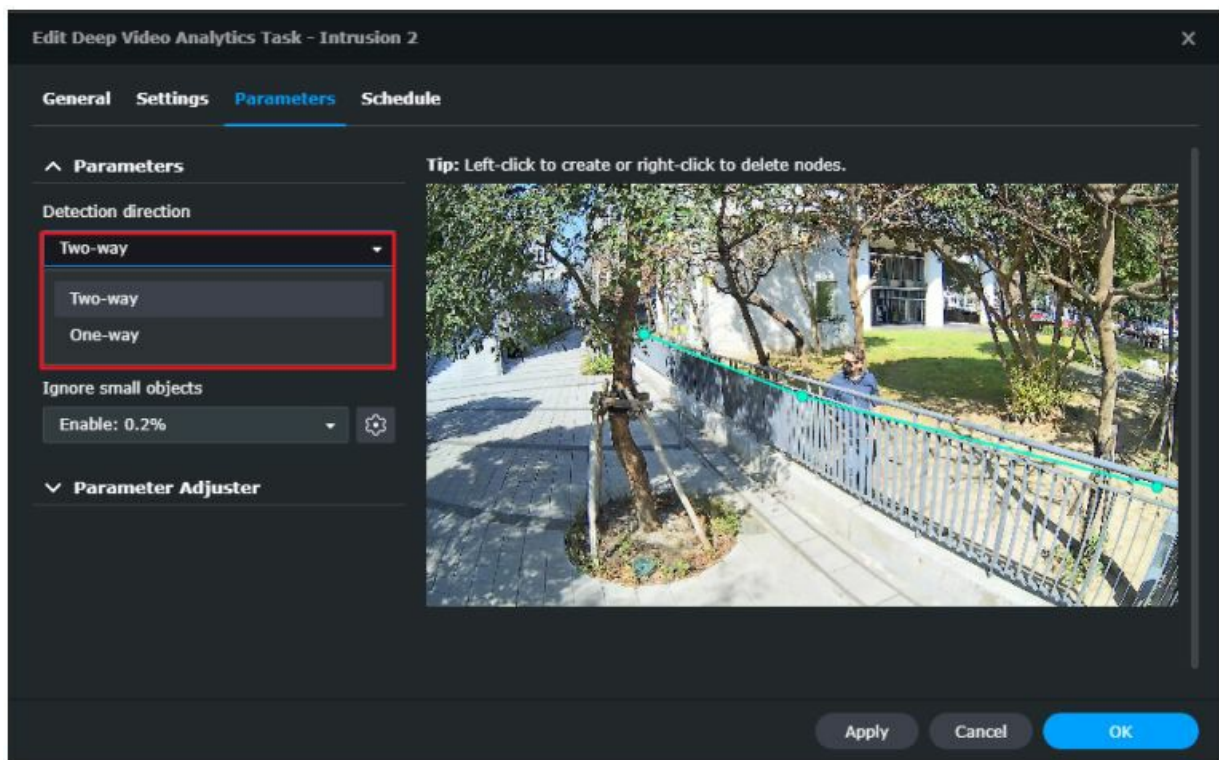 Edit Deep Video Analytics Task - Intrusion 2
General Settings Parameters Schedule
Parameters
Tip: Left-click to create or right-click to delete nodes.
Detection direction
Two-way
Two-way
One-way
Ignore small objects
Enable: 0.2%
Parameter Adjuster
Apply Cancel OK